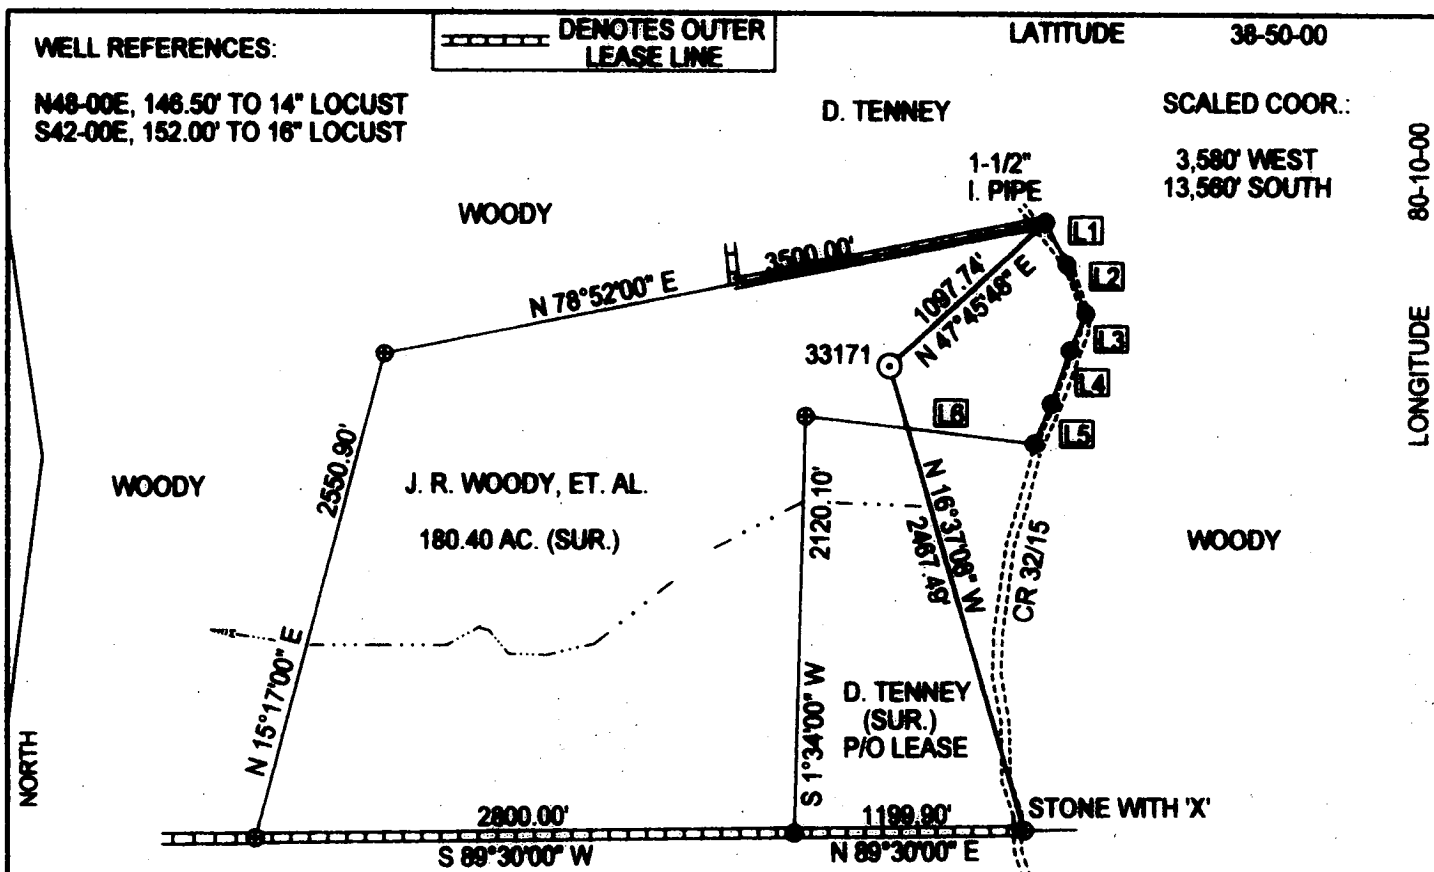 WELL REFERENCES:
N48-00E, 146.50' TO 14" LOCUST
S42-00E, 152.00' TO 16" LOCUST
DENOTES OUTER
LEASE LINE
LATITUDE 38-50-00
SCALED COOR.:
3,580' WEST
13,560' SOUTH
LONGITUDE 80-10-00
D. TENNEY
1-1/2"
I. PIPE
WOODY
3500.00'
N 78°52'00" E
1097.74'
N 47°45'48" E
L1
L2
L3
L4
L5
L6
33171
2550.90'
N 15°17'00" E
WOODY
J. R. WOODY, ET. AL.
180.40 AC. (SUR.)
2120.10'
S 1°34'00" W
N 16°37'08" W
2467.49'
CR 32/15
WOODY
D. TENNEY
(SUR.)
P/O LEASE
NORTH
2800.00'
S 89°30'00" W
1199.90'
N 89°30'00" E
STONE WITH 'X'